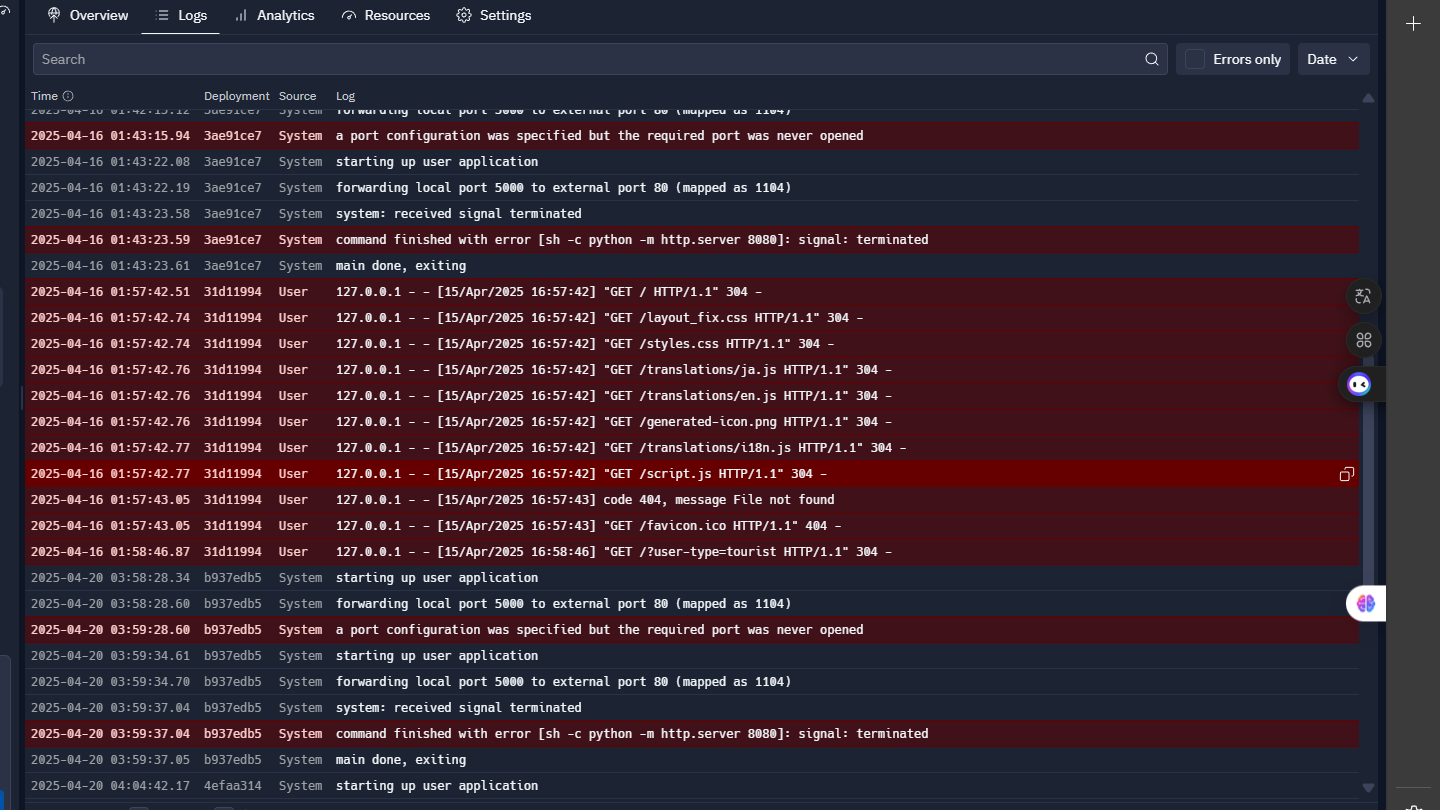 Overview Logs Analytics Resources Settings
Search Errors only Date
Time Deployment Source Log
2025-04-16 01:42:15.12 3ae91ce7 System forwarding local port 5000 to external port 80 (mapped as 1104)
2025-04-16 01:43:15.94 3ae91ce7 System a port configuration was specified but the required port was never opened
2025-04-16 01:43:22.08 3ae91ce7 System starting up user application
2025-04-16 01:43:22.19 3ae91ce7 System forwarding local port 5000 to external port 80 (mapped as 1104)
2025-04-16 01:43:23.58 3ae91ce7 System system: received signal terminated
2025-04-16 01:43:23.59 3ae91ce7 System command finished with error [sh -c python -m http.server 8080]: signal: terminated
2025-04-16 01:43:23.61 3ae91ce7 System main done, exiting
2025-04-16 01:57:42.51 31d11994 User 127.0.0.1 - - [15/Apr/2025 16:57:42] "GET / HTTP/1.1" 304 -
2025-04-16 01:57:42.74 31d11994 User 127.0.0.1 - - [15/Apr/2025 16:57:42] "GET /layout_fix.css HTTP/1.1" 304 -
2025-04-16 01:57:42.74 31d11994 User 127.0.0.1 - - [15/Apr/2025 16:57:42] "GET /styles.css HTTP/1.1" 304 -
2025-04-16 01:57:42.76 31d11994 User 127.0.0.1 - - [15/Apr/2025 16:57:42] "GET /translations/ja.js HTTP/1.1" 304 -
2025-04-16 01:57:42.76 31d11994 User 127.0.0.1 - - [15/Apr/2025 16:57:42] "GET /translations/en.js HTTP/1.1" 304 -
2025-04-16 01:57:42.76 31d11994 User 127.0.0.1 - - [15/Apr/2025 16:57:42] "GET /generated-icon.png HTTP/1.1" 304 -
2025-04-16 01:57:42.77 31d11994 User 127.0.0.1 - - [15/Apr/2025 16:57:42] "GET /translations/i18n.js HTTP/1.1" 304 -
2025-04-16 01:57:42.77 31d11994 User 127.0.0.1 - - [15/Apr/2025 16:57:42] "GET /script.js HTTP/1.1" 304 -
2025-04-16 01:57:43.05 31d11994 User 127.0.0.1 - - [15/Apr/2025 16:57:43] code 404, message File not found
2025-04-16 01:57:43.05 31d11994 User 127.0.0.1 - - [15/Apr/2025 16:57:43] "GET /favicon.ico HTTP/1.1" 404 -
2025-04-16 01:58:46.87 31d11994 User 127.0.0.1 - - [15/Apr/2025 16:58:46] "GET /?user-type=tourist HTTP/1.1" 304 -
2025-04-20 03:58:28.34 b937edb5 System starting up user application
2025-04-20 03:58:28.60 b937edb5 System forwarding local port 5000 to external port 80 (mapped as 1104)
2025-04-20 03:59:28.60 b937edb5 System a port configuration was specified but the required port was never opened
2025-04-20 03:59:34.61 b937edb5 System starting up user application
2025-04-20 03:59:34.70 b937edb5 System forwarding local port 5000 to external port 80 (mapped as 1104)
2025-04-20 03:59:37.04 b937edb5 System system: received signal terminated
2025-04-20 03:59:37.04 b937edb5 System command finished with error [sh -c python -m http.server 8080]: signal: terminated
2025-04-20 03:59:37.05 b937edb5 System main done, exiting
2025-04-20 04:04:42.17 4efaa314 System starting up user application